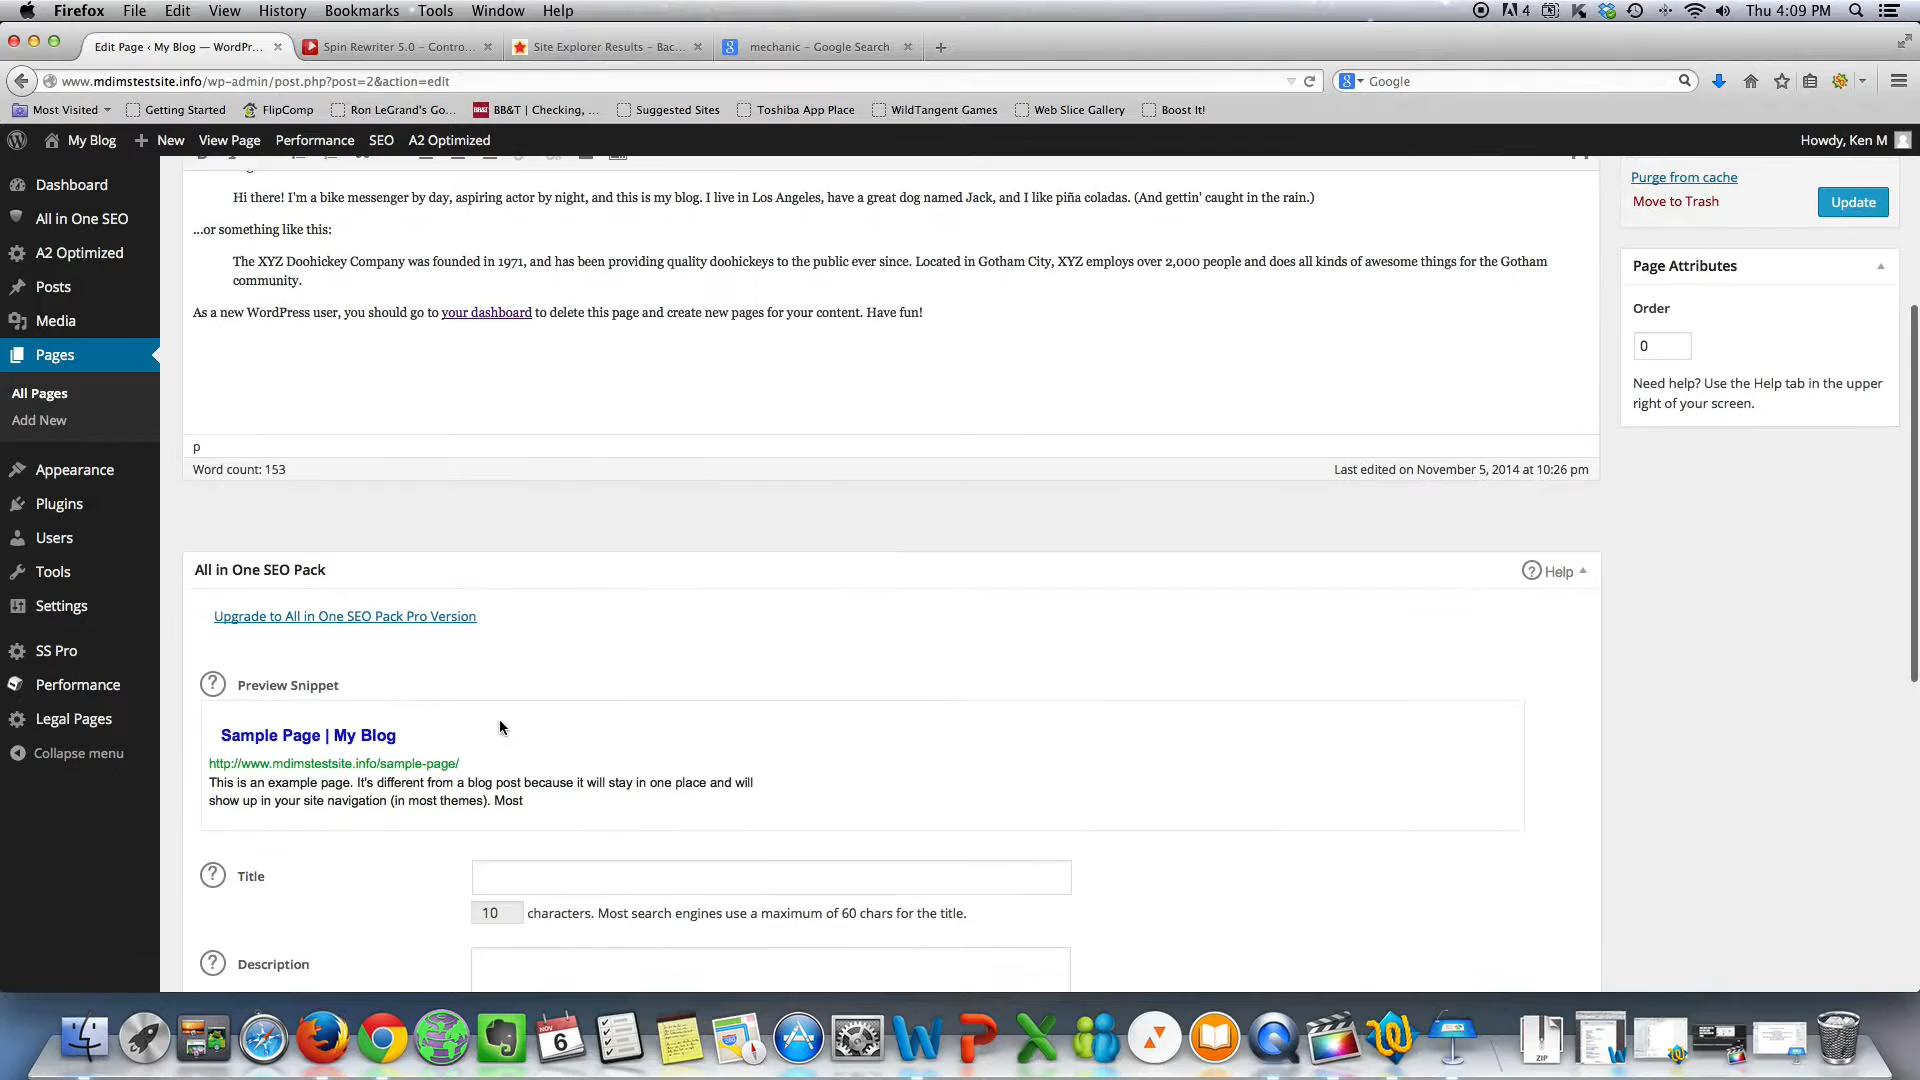 Firefox File Edit View History Bookmarks Tools Window Help 4 Thu 4:09 PM
Edit Page ‹ My Blog — WordPr... Spin Rewriter 5.0 – Contro... Site Explorer Results – Bac... mechanic – Google Search
www.mdimstestsite.info/wp-admin/post.php?post=2&action=edit Google
Most Visited Getting Started FlipComp Ron LeGrand's Go... BB&T | Checking, ... Suggested Sites Toshiba App Place WildTangent Games Web Slice Gallery Boost It!
My Blog New View Page Performance SEO A2 Optimized Howdy, Ken M
Dashboard
All in One SEO
A2 Optimized
Posts
Media
Pages
All Pages
Add New
Appearance
Plugins
Users
Tools
Settings
SS Pro
Performance
Legal Pages
Collapse menu
Hi there! I'm a bike messenger by day, aspiring actor by night, and this is my blog. I live in Los Angeles, have a great dog named Jack, and I like piña coladas. (And gettin' caught in the rain.)
...or something like this:
The XYZ Doohickey Company was founded in 1971, and has been providing quality doohickeys to the public ever since. Located in Gotham City, XYZ employs over 2,000 people and does all kinds of awesome things for the Gotham
community.
As a new WordPress user, you should go to your dashboard to delete this page and create new pages for your content. Have fun!
p
Word count: 153 Last edited on November 5, 2014 at 10:26 pm
All in One SEO Pack Help
Upgrade to All in One SEO Pack Pro Version
Preview Snippet
Sample Page | My Blog
http://www.mdimstestsite.info/sample-page/
This is an example page. It's different from a blog post because it will stay in one place and will
show up in your site navigation (in most themes). Most
Title
10 characters. Most search engines use a maximum of 60 chars for the title.
Description
Purge from cache
Move to Trash Update
Page Attributes
Order
0
Need help? Use the Help tab in the upper
right of your screen.
NOV
6
ZIP